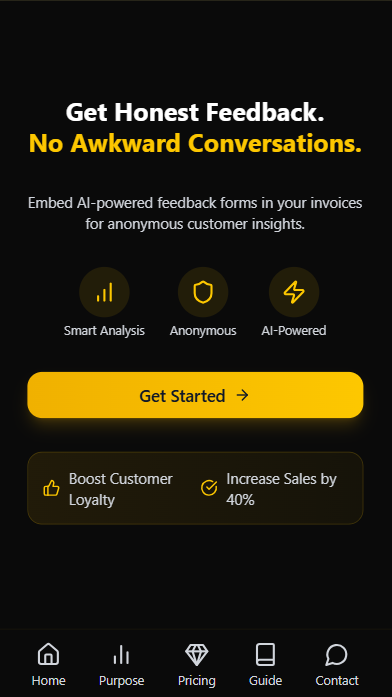 Get Honest Feedback.
No Awkward Conversations.
Embed AI-powered feedback forms in your invoices
for anonymous customer insights.
Smart Analysis
Anonymous
AI-Powered
Get Started →
Boost Customer
Loyalty
Increase Sales by
40%
Home
Purpose
Pricing
Guide
Contact